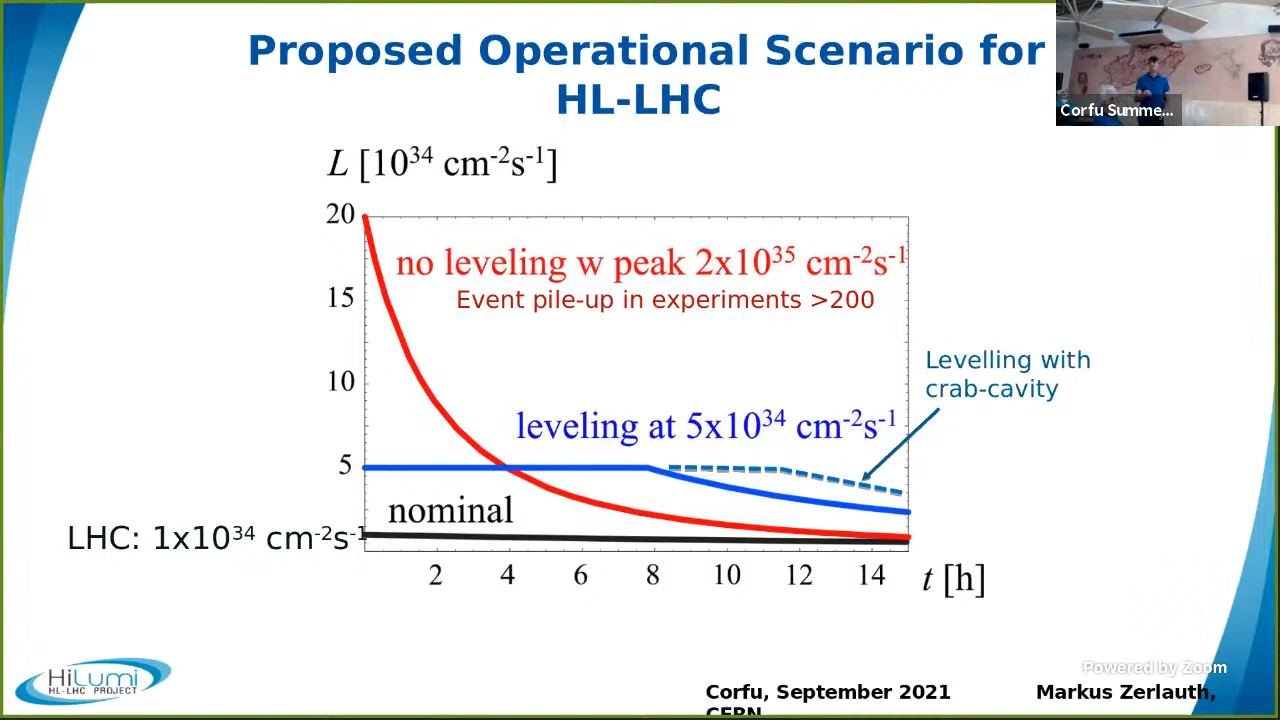 Proposed Operational Scenario for
HL-LHC
Corfu Summe...
L [10³⁴ cm⁻²s⁻¹]
20
no leveling w peak 2x10³⁵ cm⁻²s⁻¹
15
Event pile-up in experiments >200
Levelling with
crab-cavity
10
leveling at 5x10³⁴ cm⁻²s⁻¹
5
nominal
LHC: 1x10³⁴ cm⁻²s⁻¹
2 4 6 8 10 12 14 t [h]
HiLumi
HL-LHC PROJECT
Powered by Zoom
Corfu, September 2021 Markus Zerlauth,
CERN